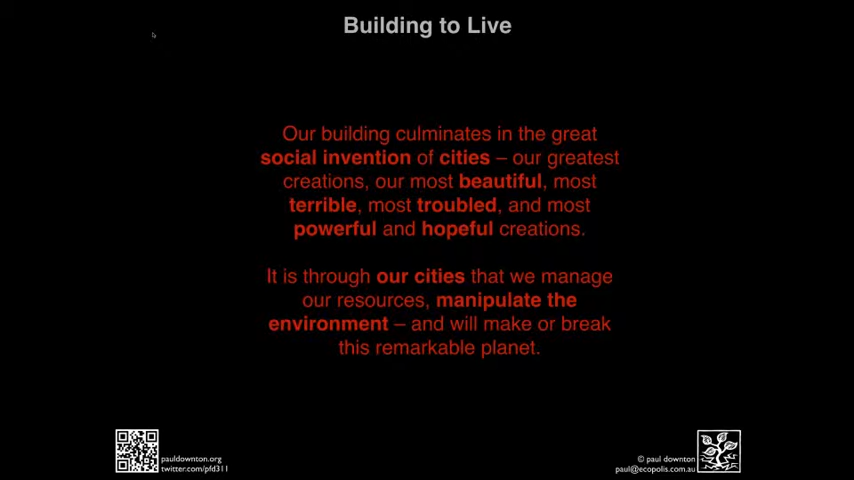 Building to Live
Our building culminates in the great
social invention of cities – our greatest
creations, our most beautiful, most
terrible, most troubled, and most
powerful and hopeful creations.
It is through our cities that we manage
our resources, manipulate the
environment – and will make or break
this remarkable planet.
pauldownton.org
twitter.com/pfd311
© paul downton
paul@ecopolis.com.au